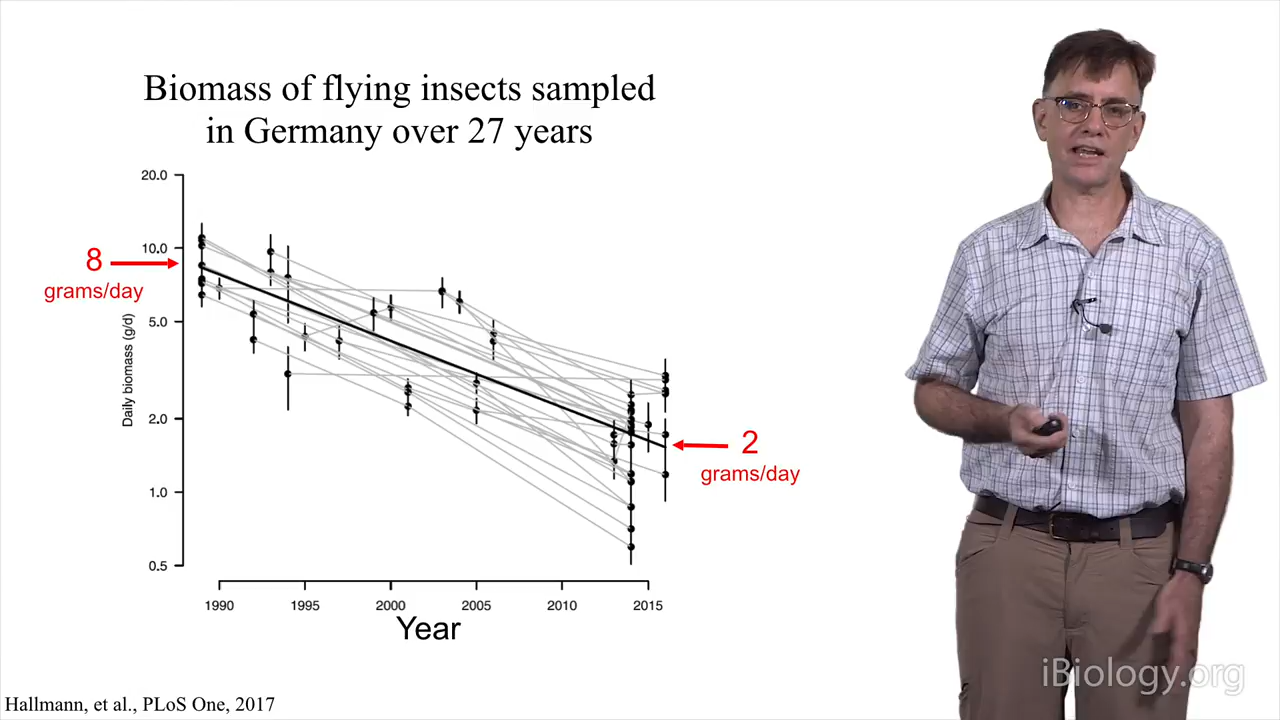 Biomass of flying insects sampled
in Germany over 27 years
20.0
10.0
5.0
2.0
1.0
0.5
Daily biomass (g/d)
8
grams/day
2
grams/day
1990 1995 2000 2005 2010 2015
Year
Hallmann, et al., PLoS One, 2017
iBiology.org